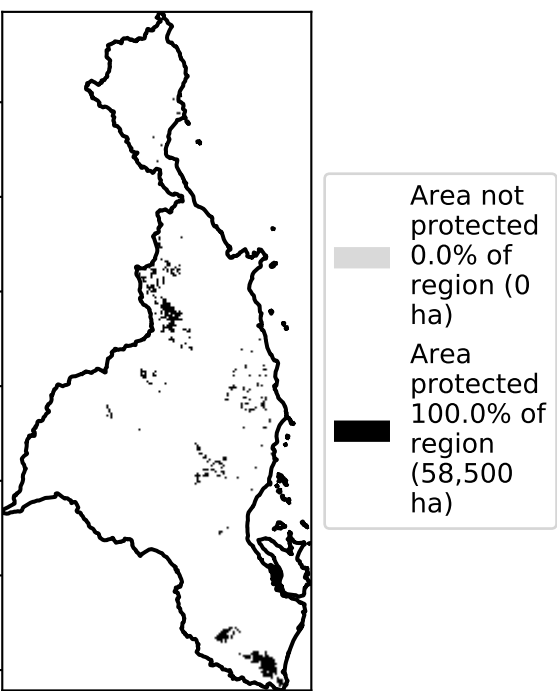 Area not
protected
0.0% of
region (0
ha)
Area
protected
100.0% of
region
(58,500
ha)